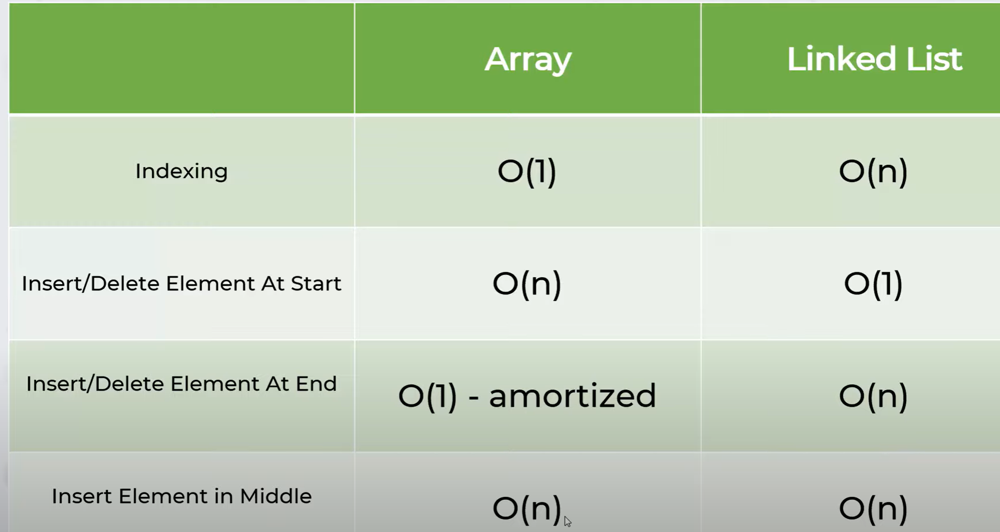 Array
Linked List
Indexing
O(1)
O(n)
Insert/Delete Element At Start
O(n)
O(1)
Insert/Delete Element At End
O(1) - amortized
O(n)
Insert Element in Middle
O(n)
O(n)